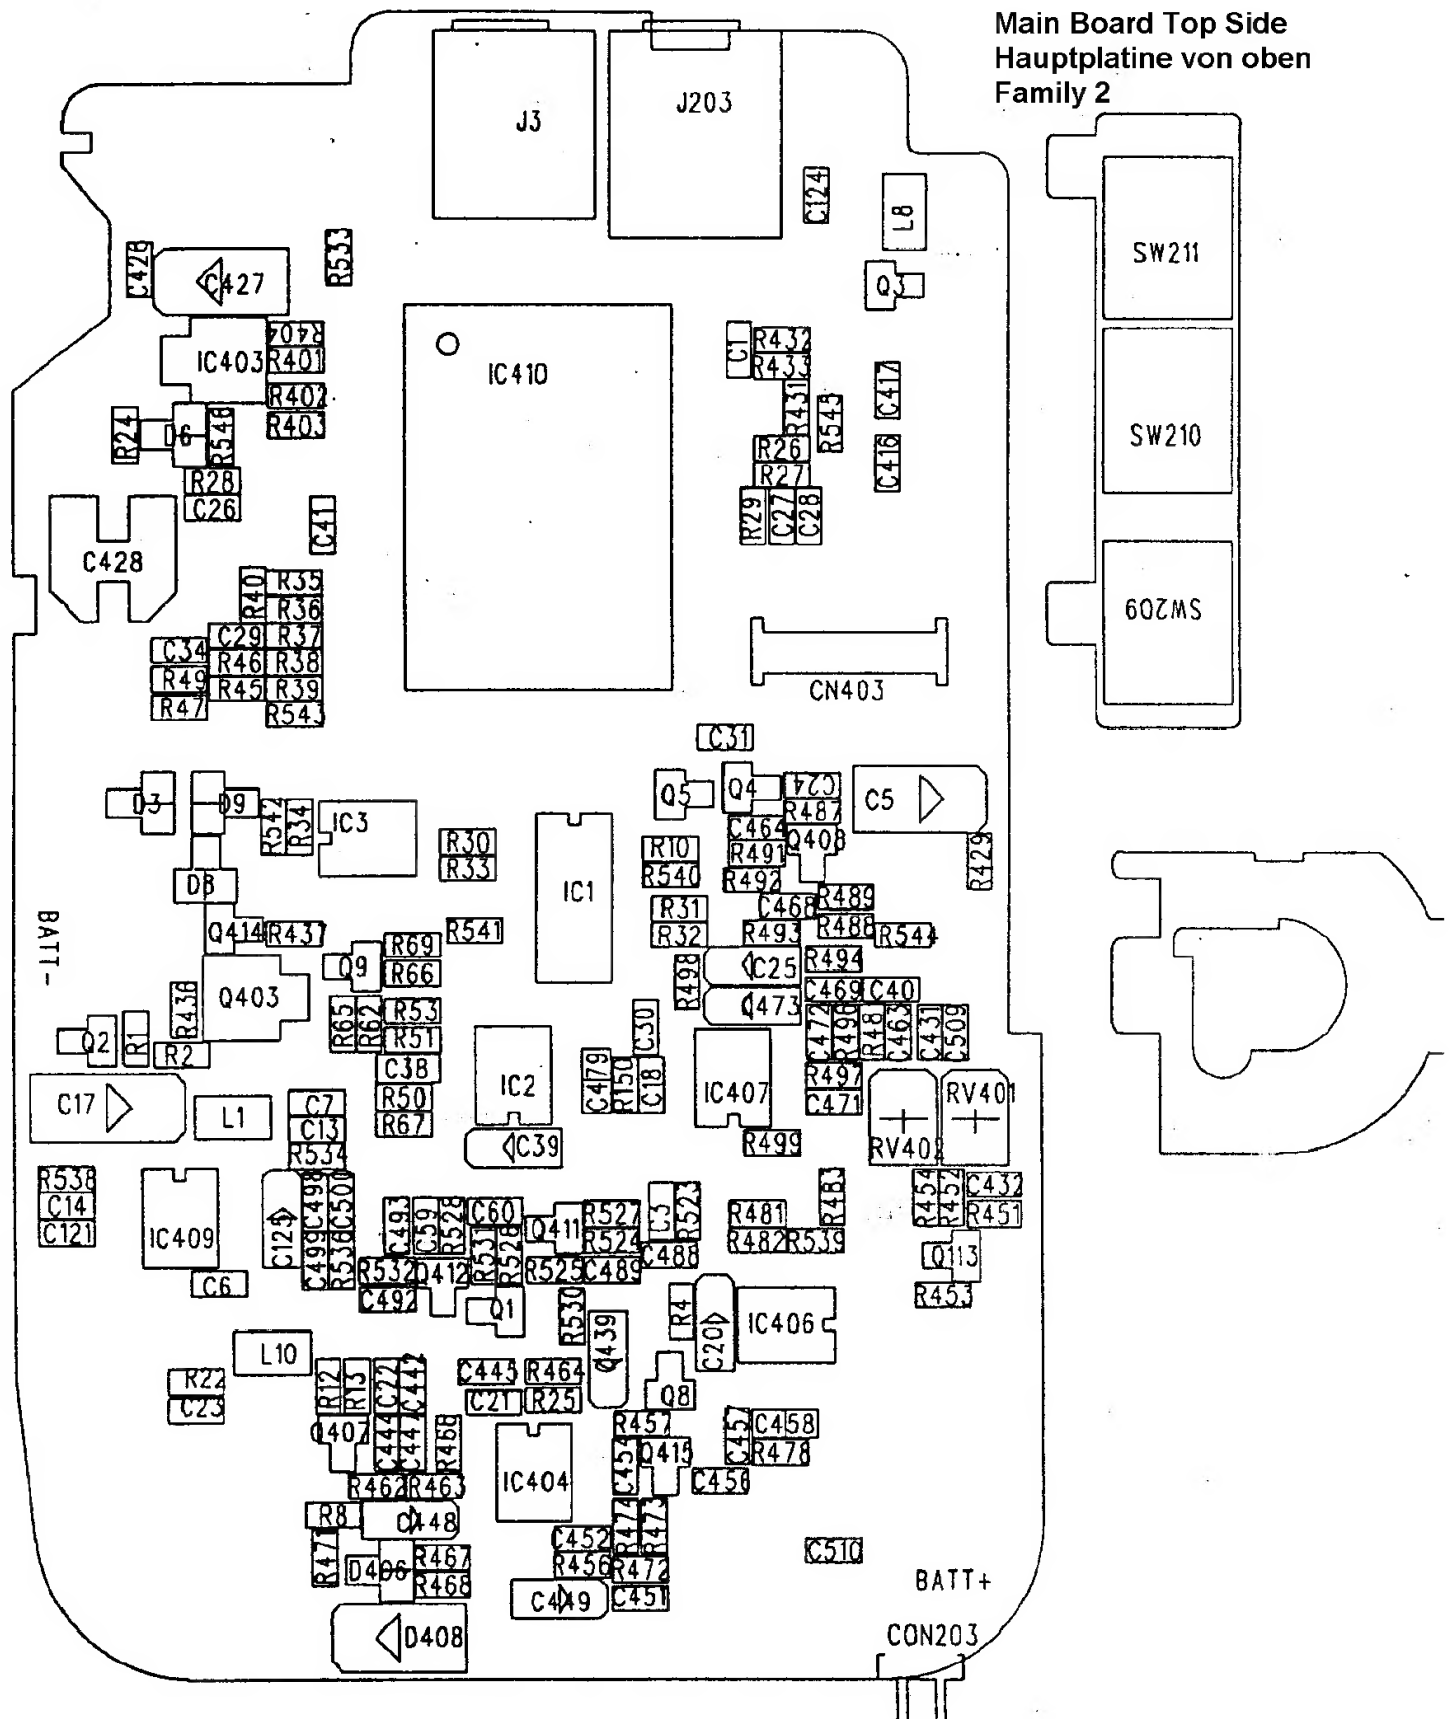 Main Board Top Side
Hauptplatine von oben
Family 2
J3
J203
C124
L8
SW211
C426
C427
R533
Q3
R404
IC403
R401
R402
R403
IC410
C1
R432
R433
R431
R545
C417
C416
SW210
R24
D6
R546
R28
C26
R26
R27
R29
C27
C28
C41
C428
R40
R35
R36
C29
R37
C34
R46
R38
R49
R45
R39
R47
R543
SW209
CN403
C31
D3
D9
R542
R34
IC3
Q5
Q4
C24
R487
C5
C464
Q408
R30
R33
IC1
R10
R491
R540
R492
R429
D8
R31
C468
R489
Q414
R437
R541
R32
R493
R488
R544
BATT-
R69
Q9
R66
R498
C25
R494
R436
Q403
C473
C469
C40
R65
R62
R53
R51
C30
C472
R496
R48
C463
C431
C509
Q2
R1
R2
C38
IC2
C479
R150
C18
IC407
R497
C471
RV401
RV402
C17
L1
C7
C13
R534
R50
R67
C39
R499
R538
C14
C121
IC409
C125
C498
C500
C499
R536
C493
C59
R529
C60
Q411
R527
R524
C3
R523
R481
R482
R483
R539
R454
R452
C432
R451
C6
R532
Q412
R531
R528
R525
C489
C488
Q113
R453
C492
Q1
R530
R4
C20
IC406
L10
R22
C23
R12
R13
C22
C442
C445
R464
C21
R25
Q8
Q407
C444
C447
R457
C457
C458
R478
IC404
C454
Q415
C456
R462
R463
R8
C448
R474
R473
C452
R471
D406
R467
R468
R456
R472
C449
C451
C510
BATT+
D408
CON203